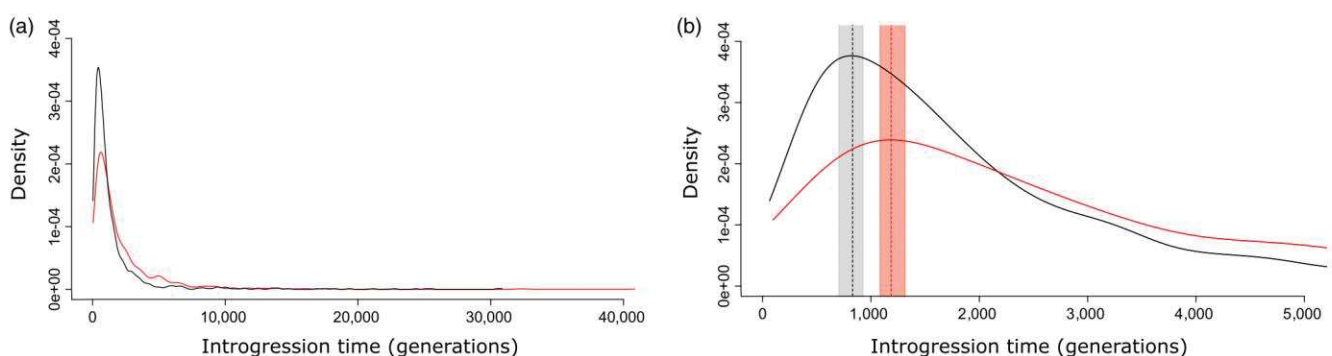 (a)
Density
4e-04
3e-04
2e-04
1e-04
0e+00
0 10,000 20,000 30,000 40,000
Introgression time (generations)
(b)
Density
4e-04
3e-04
2e-04
1e-04
0e+00
0 1,000 2,000 3,000 4,000 5,000
Introgression time (generations)